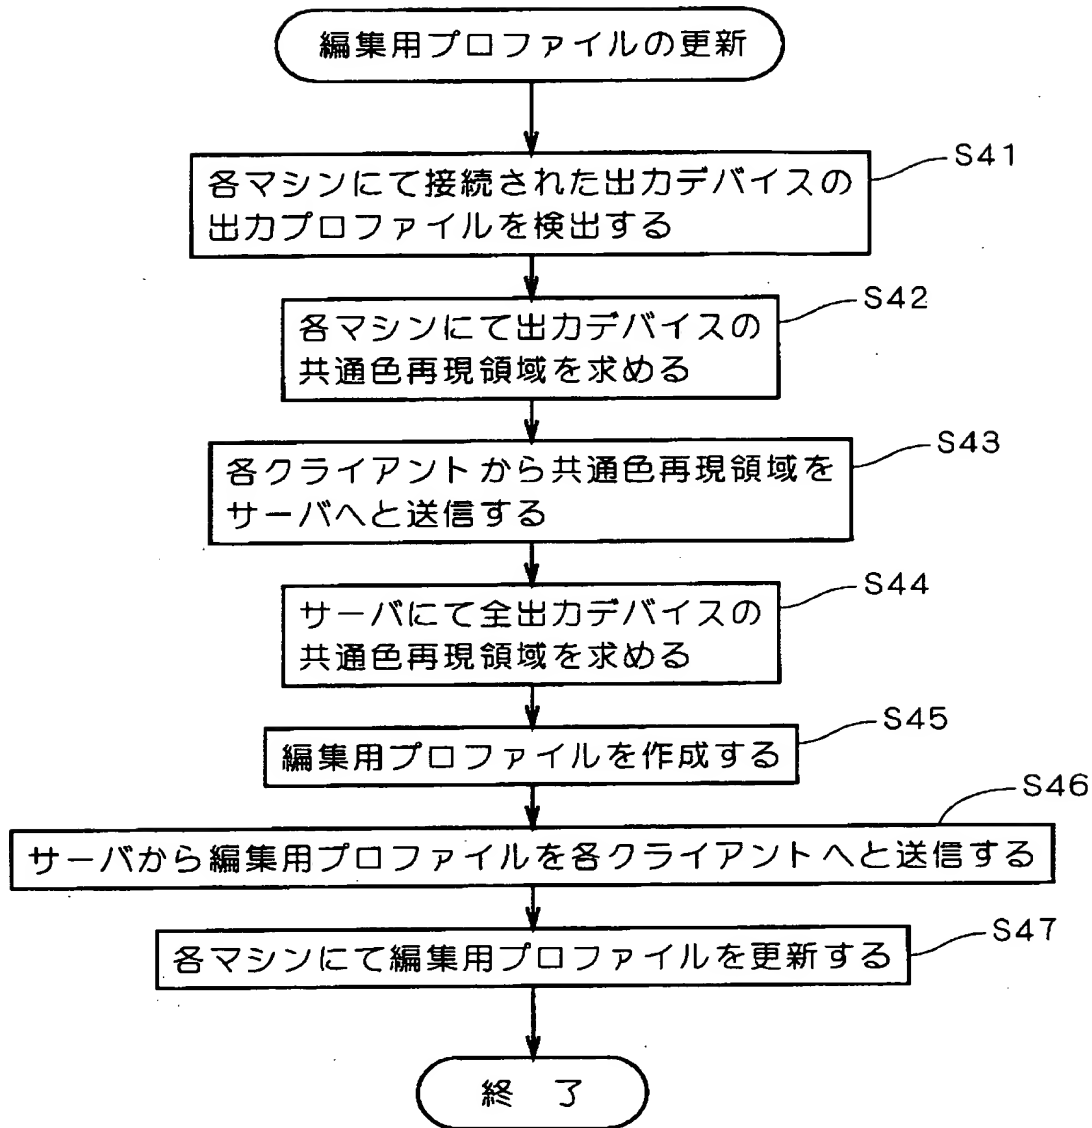 編集用プロファイルの更新
S41
各マシンにて接続された出力デバイスの
出力プロファイルを検出する
S42
各マシンにて出力デバイスの
共通色再現領域を求める
S43
各クライアントから共通色再現領域を
サーバへと送信する
S44
サーバにて全出力デバイスの
共通色再現領域を求める
S45
編集用プロファイルを作成する
S46
サーバから編集用プロファイルを各クライアントへと送信する
S47
各マシンにて編集用プロファイルを更新する
終 了